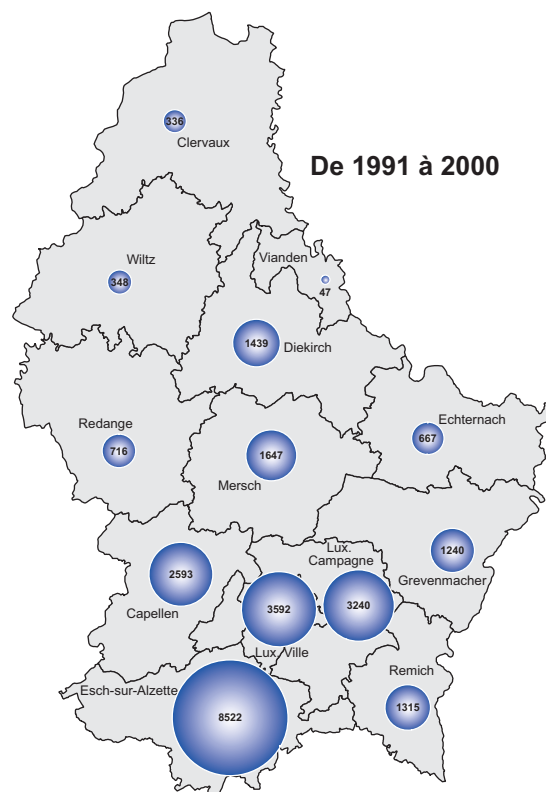 336
Clervaux
De 1991 à 2000
Wiltz
348
Vianden
47
1439
Diekirch
Redange
716
Echternach
667
1647
Mersch
1240
Grevenmacher
2593
Capellen
Lux.
Campagne
3592
3240
Lux. Ville
Esch-sur-Alzette
8522
Remich
1315